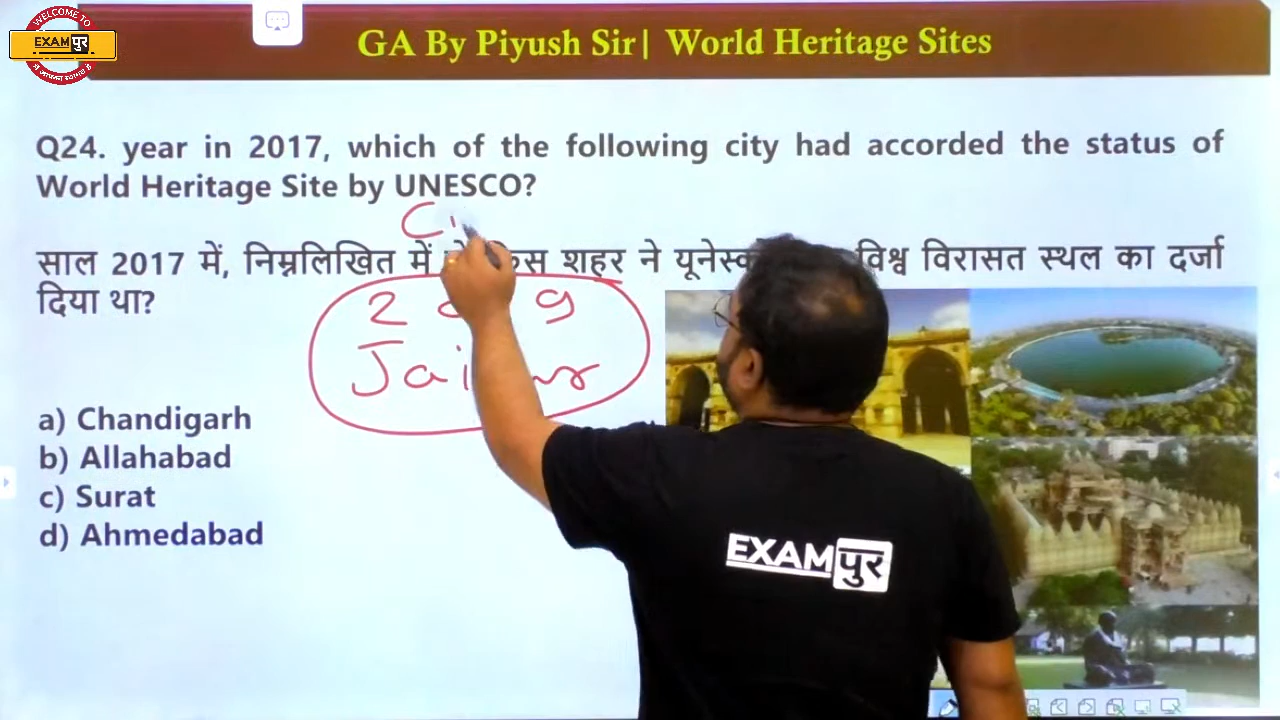 WELCOME TO
EXAMपुर
GA By Piyush Sir| World Heritage Sites
Q24. year in 2017, which of the following city had accorded the status of
World Heritage Site by UNESCO?
साल 2017 में, निम्नलिखित में शहर ने विश्व विरासत स्थल का दर्जा
दिया था?
a) Chandigarh
b) Allahabad
c) Surat
d) Ahmedabad
EXAMपुर